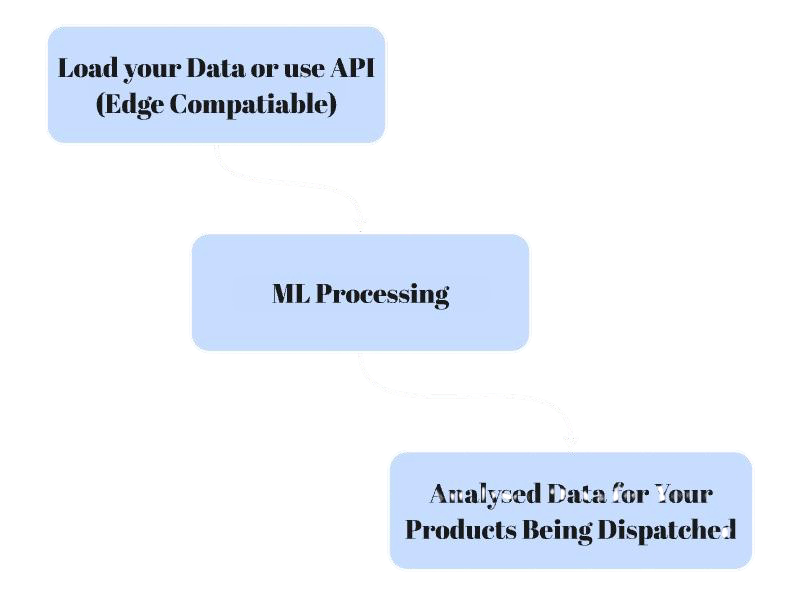 Load your Data or use API
(Edge Compatiable)
ML Processing
Analysed Data for Your
Products Being Dispatched